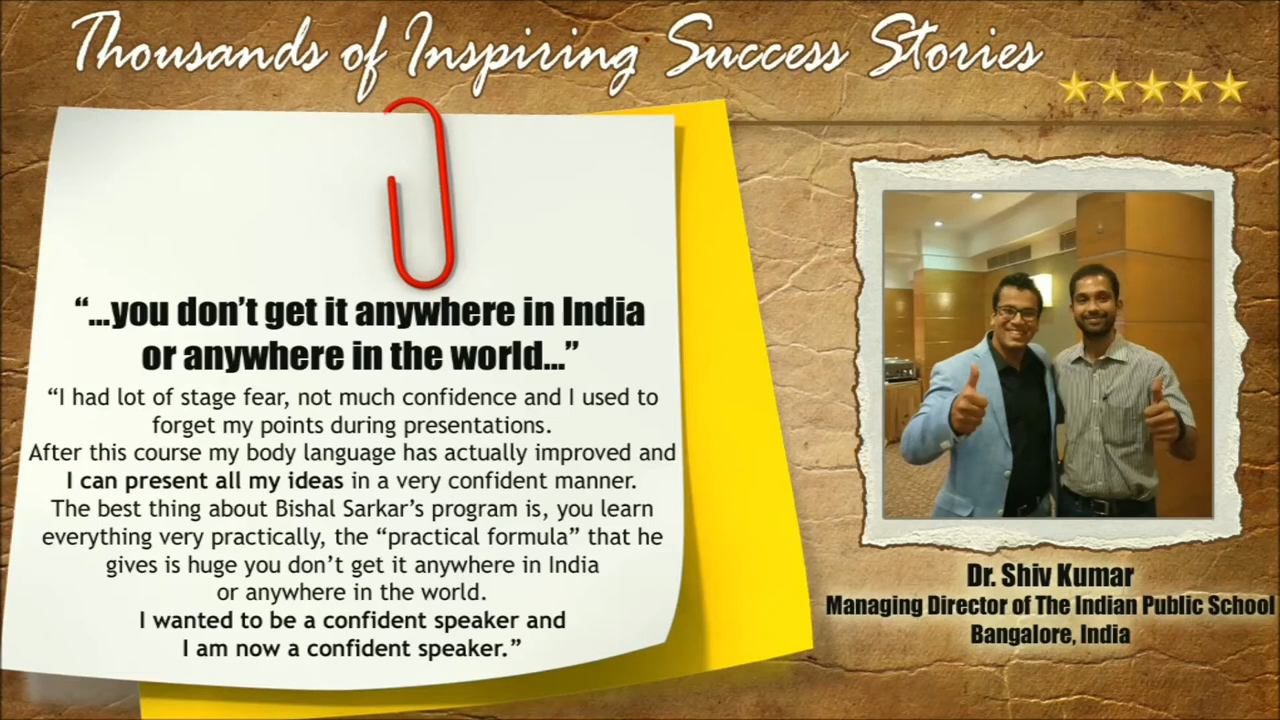 Thousands of Inspiring Success Stories
“...you don’t get it anywhere in India
or anywhere in the world...”
“I had lot of stage fear, not much confidence and I used to
forget my points during presentations.
After this course my body language has actually improved and
I can present all my ideas in a very confident manner.
The best thing about Bishal Sarkar’s program is, you learn
everything very practically, the “practical formula” that he
gives is huge you don’t get it anywhere in India
or anywhere in the world.
I wanted to be a confident speaker and
I am now a confident speaker.”
Dr. Shiv Kumar
Managing Director of The Indian Public School
Bangalore, India